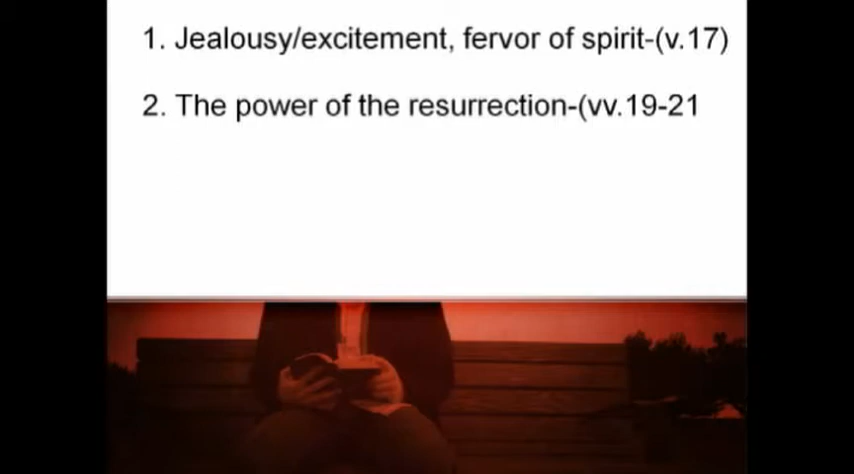 1. Jealousy/excitement, fervor of spirit-(v.17)
2. The power of the resurrection-(vv.19-21